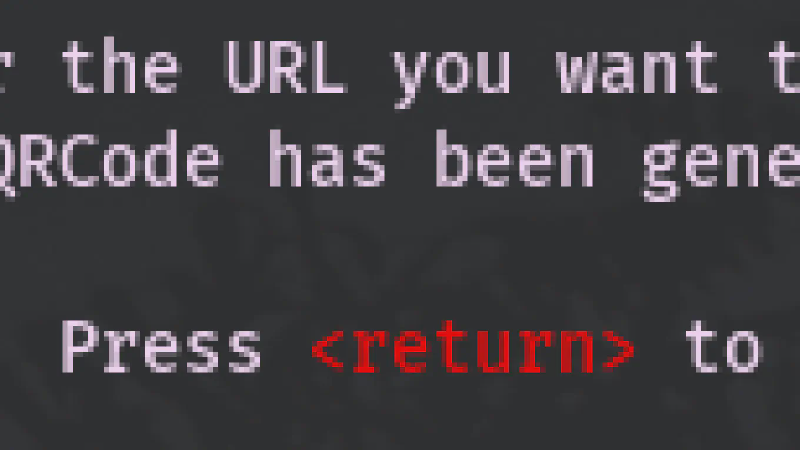 r the URL you want t
QRCode has been gene
Press <return> to